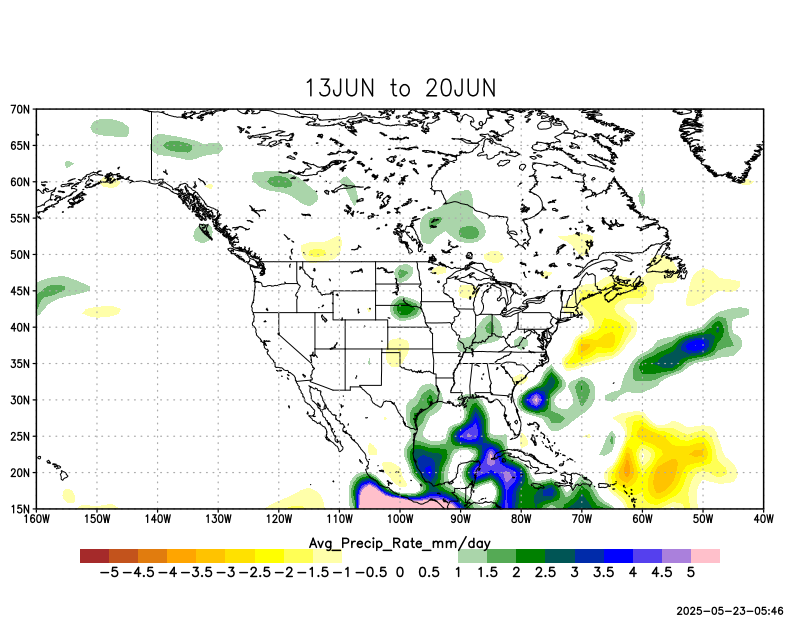 13JUN to 20JUN
70N
65N
60N
55N
50N
45N
40N
35N
30N
25N
20N
15N
160W 150W 140W 130W 120W 110W 100W 90W 80W 70W 60W 50W 40W
Avg_Precip_Rate_mm/day
-5 -4.5 -4 -3.5 -3 -2.5 -2 -1.5 -1 -0.5 0 0.5 1 1.5 2 2.5 3 3.5 4 4.5 5
2025-05-23-05:46